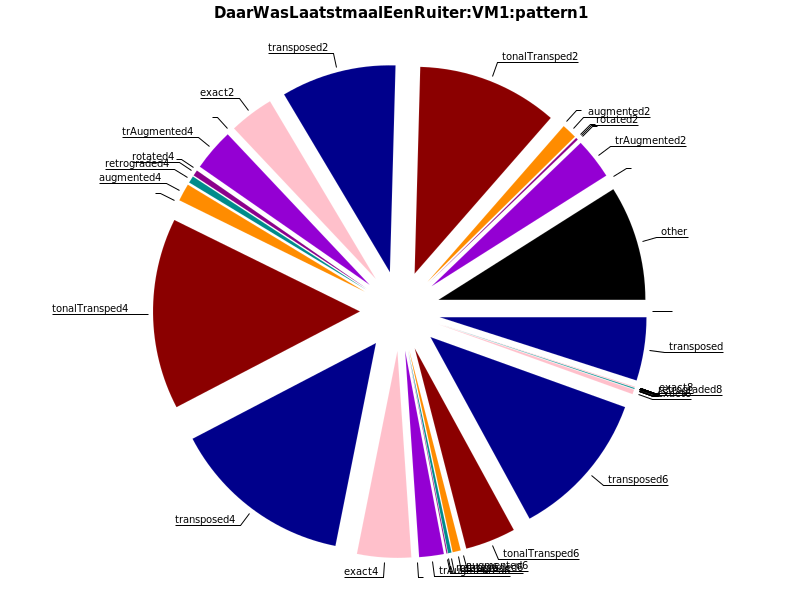 DaarWasLaatstmaalEenRuiter:VM1:pattern1
transposed2
tonalTransped2
exact2
augmented2
rotated2
trAugmented4
trAugmented2
rotated4
retrograded4
augmented4
other
tonalTransped4
transposed
exact8
transposed6
transposed4
tonalTransped6
augmented6
exact4